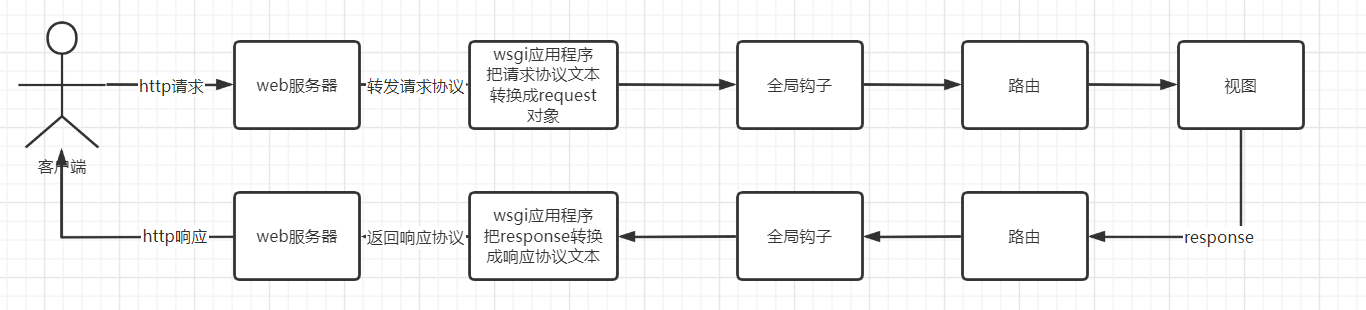 http请求
web服务器
转发请求协议
wsgi应用程序
把请求协议文本
转换成request
对象
全局钩子
路由
视图
客户端
http响应
web服务器
返回响应协议
wsgi应用程序
把response转换
成响应协议文本
全局钩子
路由
response